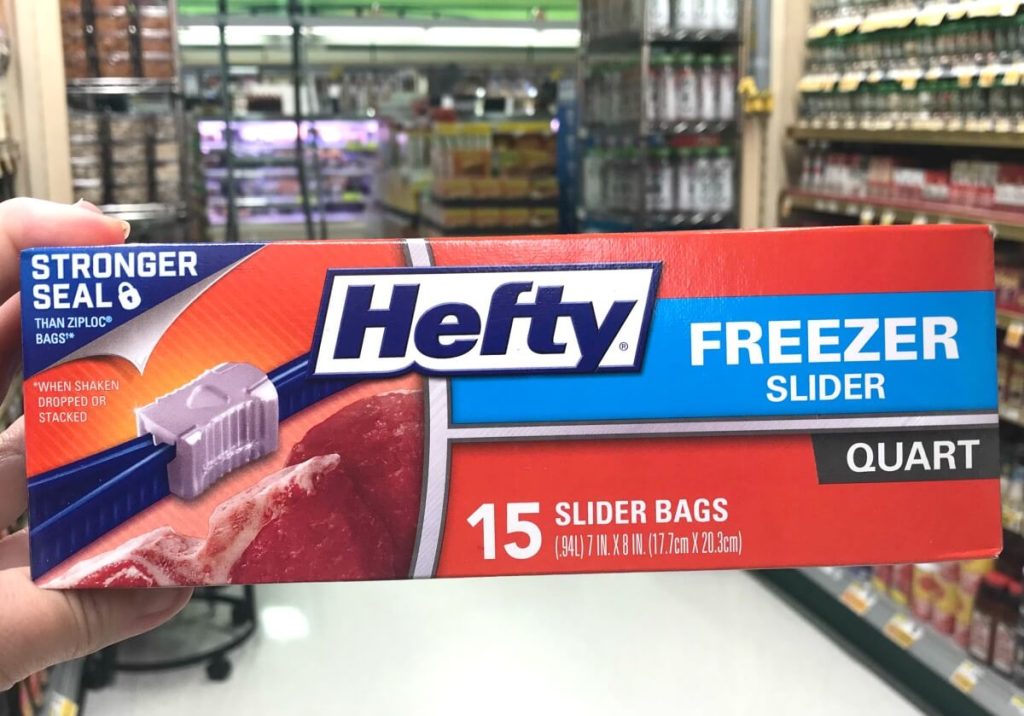 STRONGER
SEAL
THAN ZIPLOC®
BAGS†*
*WHEN SHAKEN
DROPPED OR
STACKED
Hefty®
FREEZER
SLIDER
QUART
15 SLIDER BAGS
(.94L) 7 IN. X 8 IN. (17.7cm X 20.3cm)